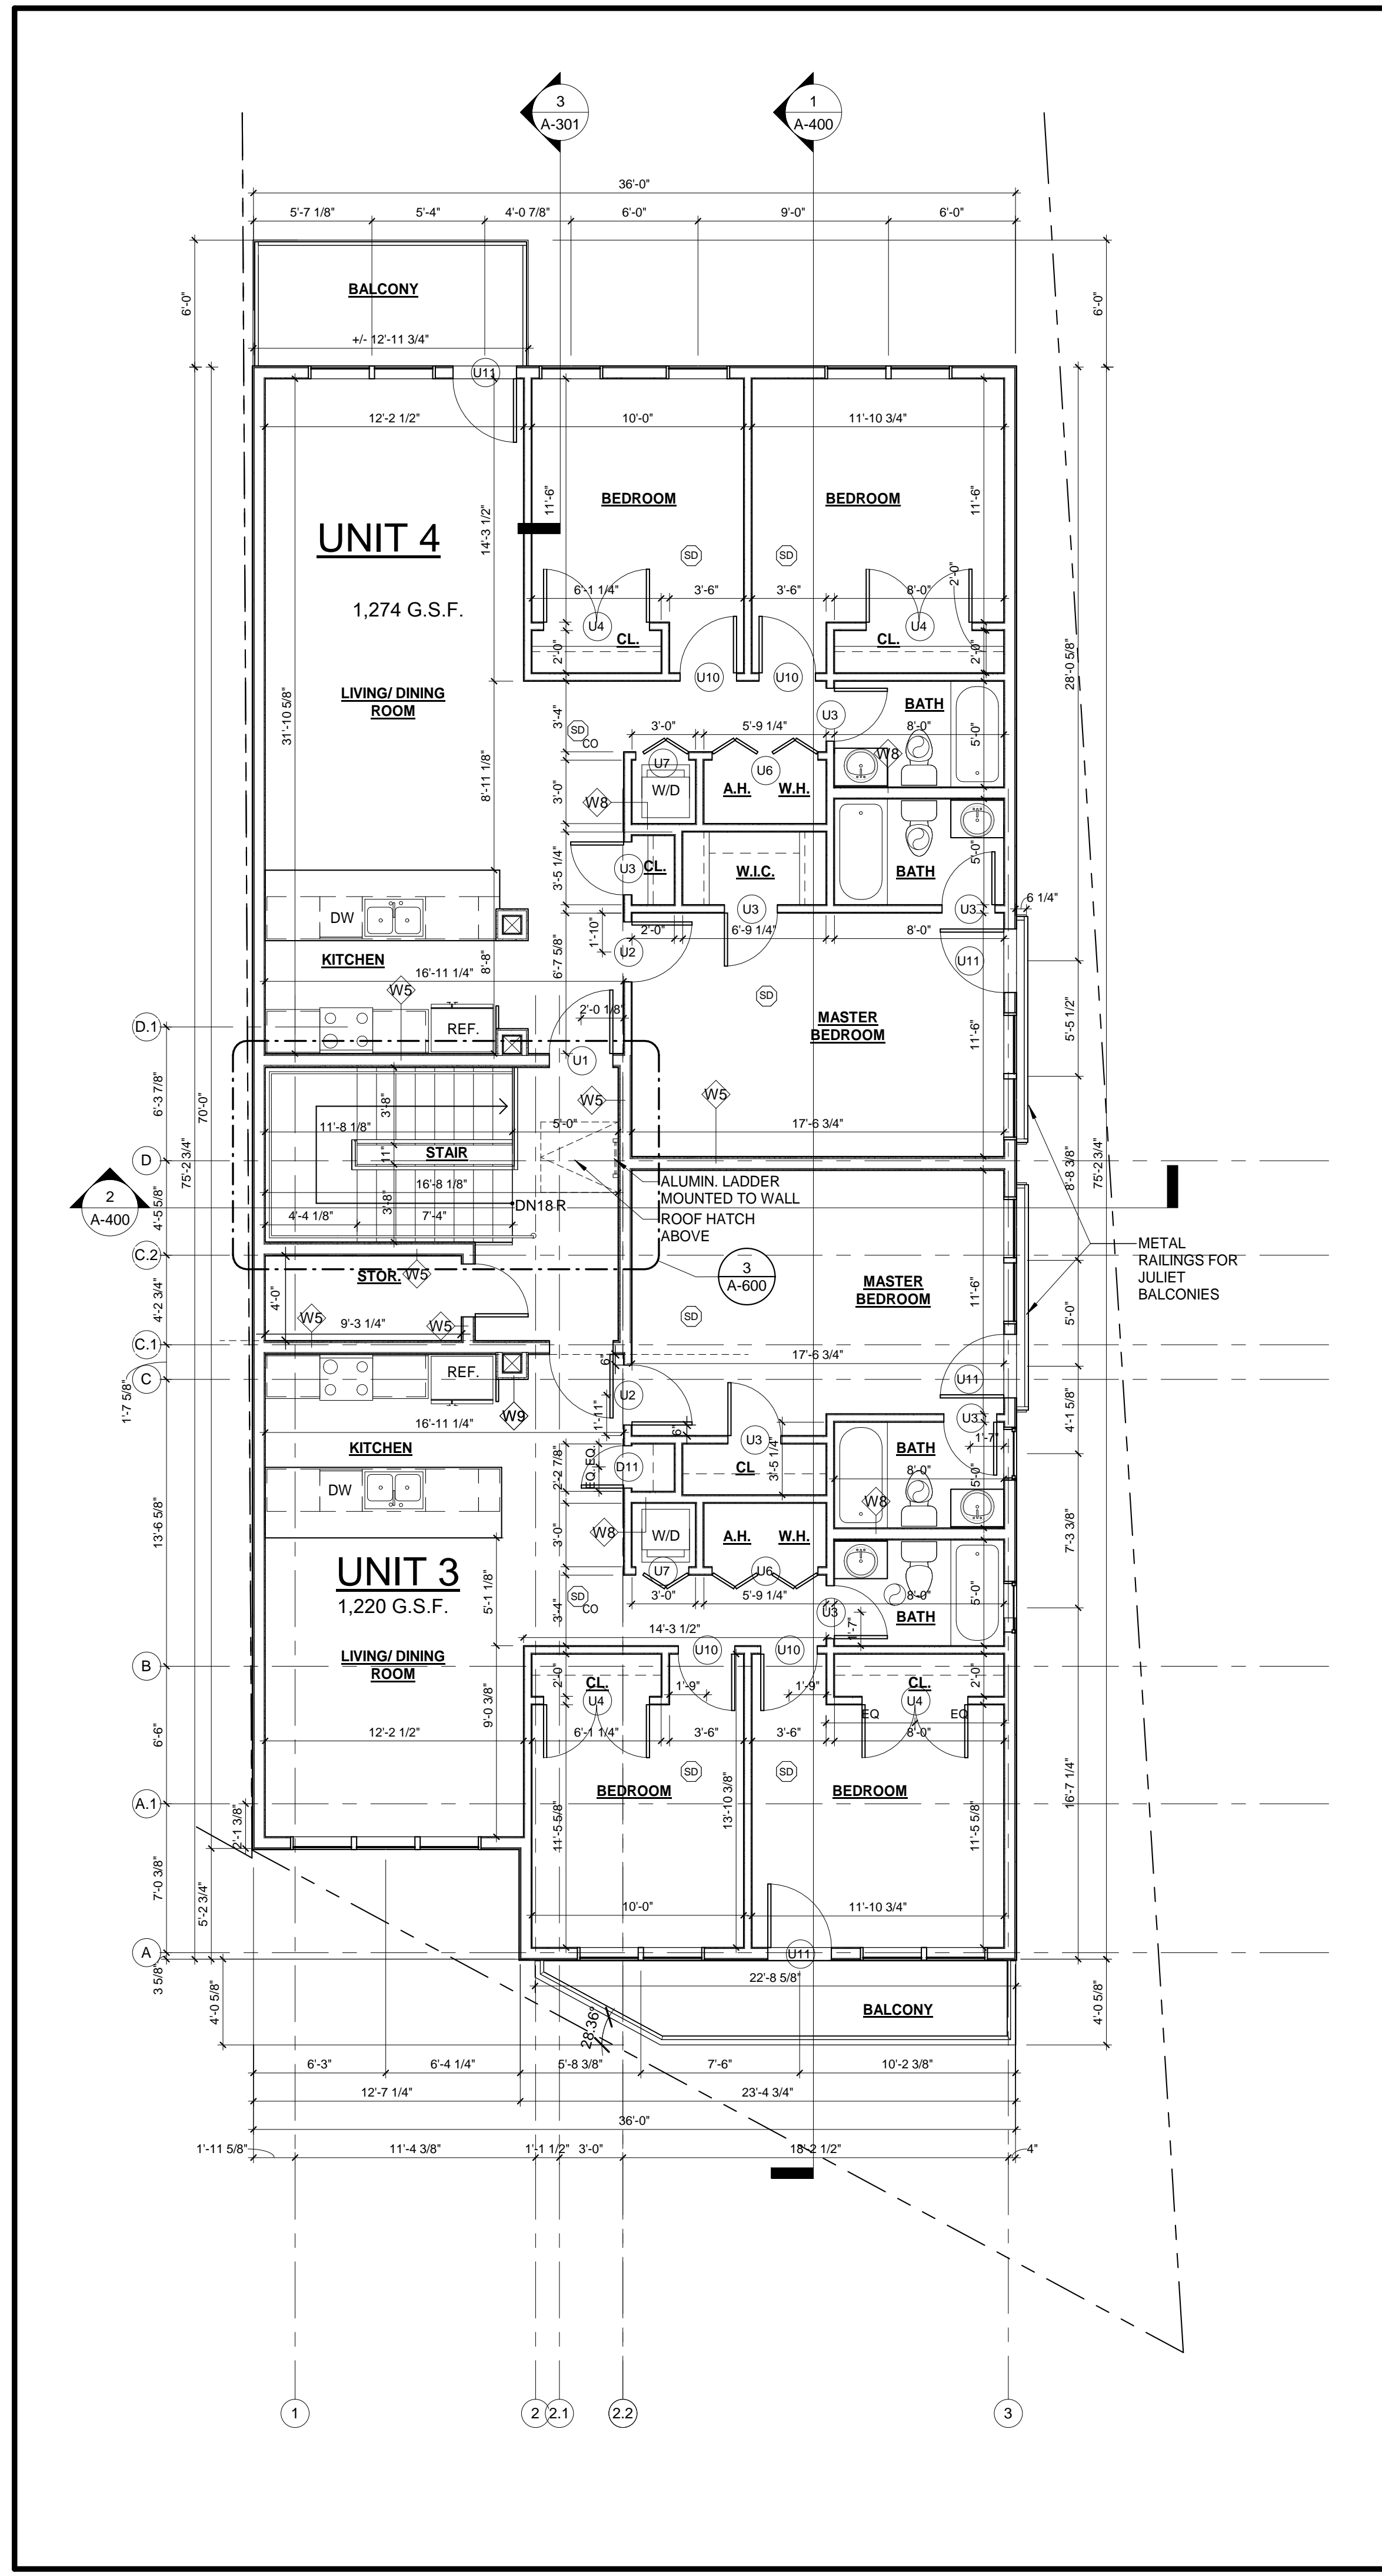 3
A-301
1
A-400
36'-0"
5'-7 1/8"
5'-4"
4'-0 7/8"
6'-0"
9'-0"
6'-0"
6'-0"
6'-0"
BALCONY
+/- 12'-11 3/4"
U11
12'-2 1/2"
10'-0"
11'-10 3/4"
BEDROOM
BEDROOM
11'-6"
11'-6"
14'-3 1/2"
UNIT 4
1,274 G.S.F.
SD
SD
2'-0"
6'-1 1/4"
3'-6"
3'-6"
8'-0"
U4
U4
CL.
CL.
2'-0"
2'-0"
28'-0 5/8"
U10
U10
LIVING/ DINING
ROOM
31'-10 5/8"
BATH
U3
3'-4"
SD
CO
3'-0"
5'-9 1/4"
8'-0"
5'-0"
W8
U7
U6
8'-11 1/8"
3'-0"
W/D
A.H.
W.H.
W8
3'-5 1/4"
U3
CL.
W.I.C.
BATH
5'-0"
DW
U3
U3
6 1/4"
1'-10"
2'-0"
6'-9 1/4"
8'-0"
KITCHEN
8'-8"
6'-7 5/8"
U2
U11
16'-11 1/4"
W5
SD
2'-0 1/8"
5'-5 1/2"
D.1
REF.
MASTER
BEDROOM
11'-6"
U1
6'-3 7/8"
70'-0"
3'-8"
W5
W5
11'-8 1/8"
5'-0"
17'-6 3/4"
75'-2 3/4"
D
11"
STAIR
8'-8 3/8"
75'-2 3/4"
2
A-400
16'-8 1/8"
ALUMIN. LADDER
MOUNTED TO WALL
4'-5 5/8"
3'-8"
DN18 R
4'-4 1/8"
7'-4"
ROOF HATCH
ABOVE
METAL
RAILINGS FOR
JULIET
BALCONIES
C.2
STOR.
W5
3
A-600
MASTER
BEDROOM
11'-6"
4'-2 3/4"
4'-0"
W5
9'-3 1/4"
W5
SD
5'-0"
C.1
17'-6 3/4"
6"
C
REF.
U2
U11
1'-7 5/8"
W9
1'-11"
16'-11 1/4"
6"
U3
U3
1'-7"
4'-1 5/8"
KITCHEN
BATH
2'-2 7/8"
EQ.
EQ.
D11
CL
3'-5 1/4"
8'-0"
5'-0"
DW
W8
13'-6 5/8"
W8
3'-0"
W/D
A.H.
W.H.
7'-3 3/8"
UNIT 3
1,220 G.S.F.
5'-1 1/8"
U7
U6
SD
CO
3'-4"
3'-0"
5'-9 1/4"
8'-0"
5'-0"
U3
BATH
1'-7"
14'-3 1/2"
U10
U10
LIVING/ DINING
ROOM
B
2'-0"
CL.
CL.
2'-0"
1'-9"
1'-9"
U4
U4
9'-0 3/8"
EQ
EQ
12'-2 1/2"
6'-1 1/4"
3'-6"
3'-6"
8'-0"
6'-6"
SD
SD
BEDROOM
BEDROOM
16'-7 1/4"
A.1
2'-1 3/8"
11'-5 5/8"
13'-10 3/8"
11'-5 5/8"
7'-0 3/8"
5'-2 3/4"
10'-0"
11'-10 3/4"
A
U11
3 5/8"
22'-8 5/8"
4'-0 5/8"
28.36°
BALCONY
4'-0 5/8"
6'-3"
6'-4 1/4"
5'-8 3/8"
7'-6"
10'-2 3/8"
12'-7 1/4"
23'-4 3/4"
36'-0"
1'-11 5/8"
11'-4 3/8"
1'-1 1/2"
3'-0"
18'-2 1/2"
4"
1
2
2.1
2.2
3